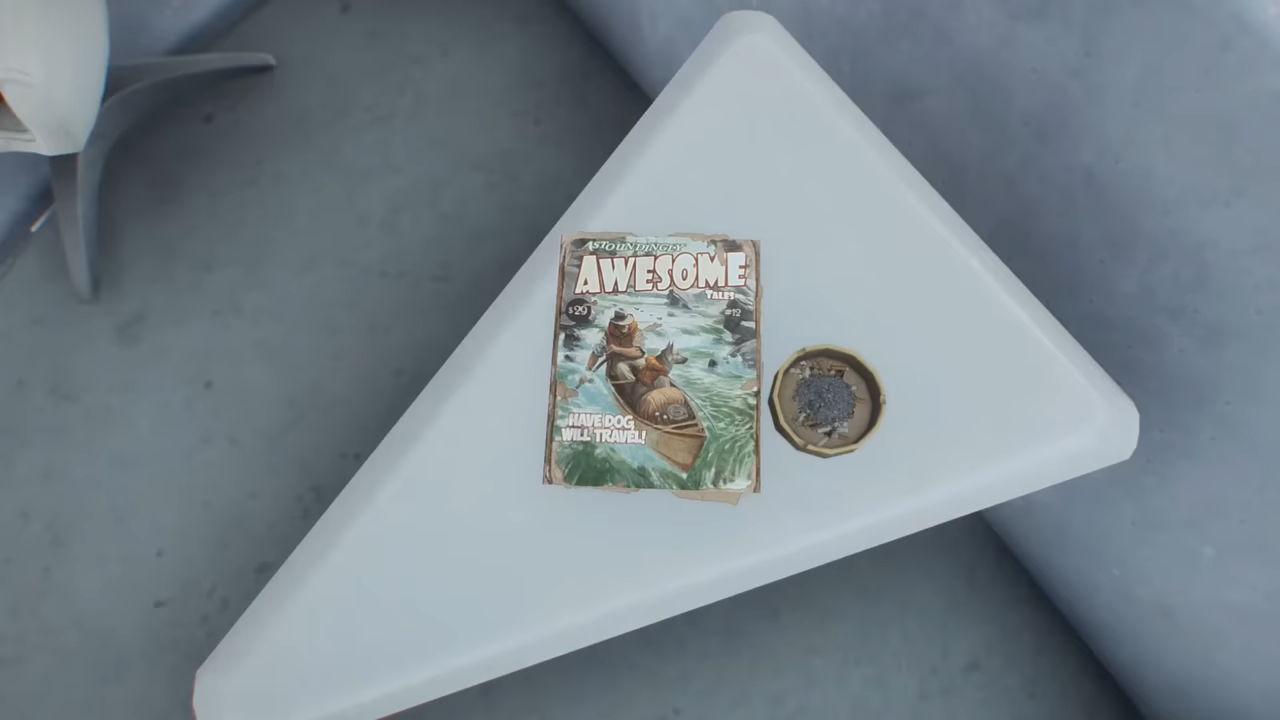 ASTOUNDINGLY
AWESOME
TALES
$29
#12
HAVE DOG,
WILL TRAVEL!